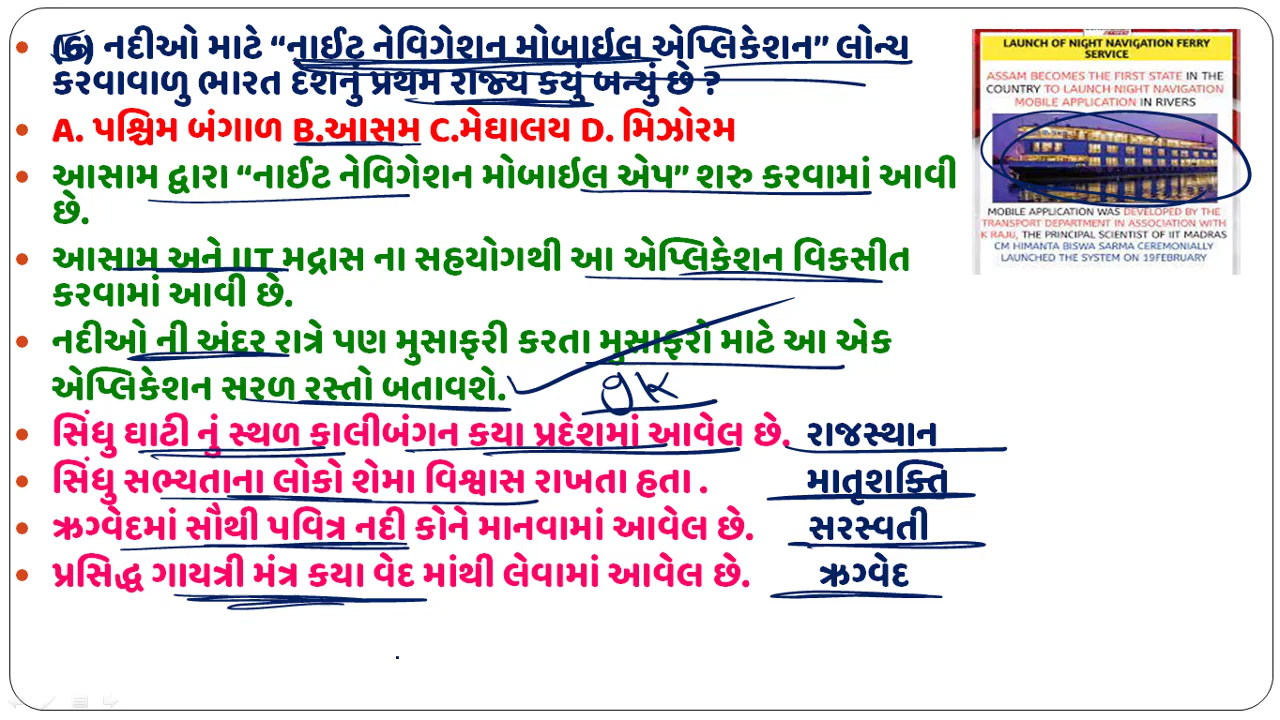 (6) નદીઓ માટે “નાઈટ નેવિગેશન મોબાઇલ એપ્લિકેશન” લોન્ચ
કરવાવાળુ ભારત દેશનું પ્રથમ રાજ્ય કયું બન્યું છે ?
A. પશ્ચિમ બંગાળ B.આસમ C.મેઘાલય D. મિઝોરમ
આસામ દ્વારા “નાઈટ નેવિગેશન મોબાઇલ એપ” શરુ કરવામાં આવી
છે.
આસામ અને IIT મદ્રાસ ના સહયોગથી આ એપ્લિકેશન વિકસીત
કરવામાં આવી છે.
નદીઓ ની અંદર રાત્રે પણ મુસાફરી કરતા મુસાફરો માટે આ એક
એપ્લિકેશન સરળ રસ્તો બતાવશે.
gk
સિંધુ ઘાટી નું સ્થળ કાલીબંગન કયા પ્રદેશમાં આવેલ છે. રાજસ્થાન
સિંધુ સભ્યતાના લોકો શેમા વિશ્વાસ રાખતા હતા . માતૃશક્તિ
ઋગ્વેદમાં સૌથી પવિત્ર નદી કોને માનવામાં આવેલ છે. સરસ્વતી
પ્રસિદ્ધ ગાયત્રી મંત્ર કયા વેદ માંથી લેવામાં આવેલ છે. ઋગ્વેદ
LAUNCH OF NIGHT NAVIGATION FERRY
SERVICE
ASSAM BECOMES THE FIRST STATE IN THE
COUNTRY TO LAUNCH NIGHT NAVIGATION
MOBILE APPLICATION IN RIVERS
MOBILE APPLICATION WAS DEVELOPED BY THE
TRANSPORT DEPARTMENT IN ASSOCIATION WITH
K RAJU, THE PRINCIPAL SCIENTIST OF IIT MADRAS
CM HIMANTA BISWA SARMA CEREMONIALLY
LAUNCHED THE SYSTEM ON 19FEBRUARY